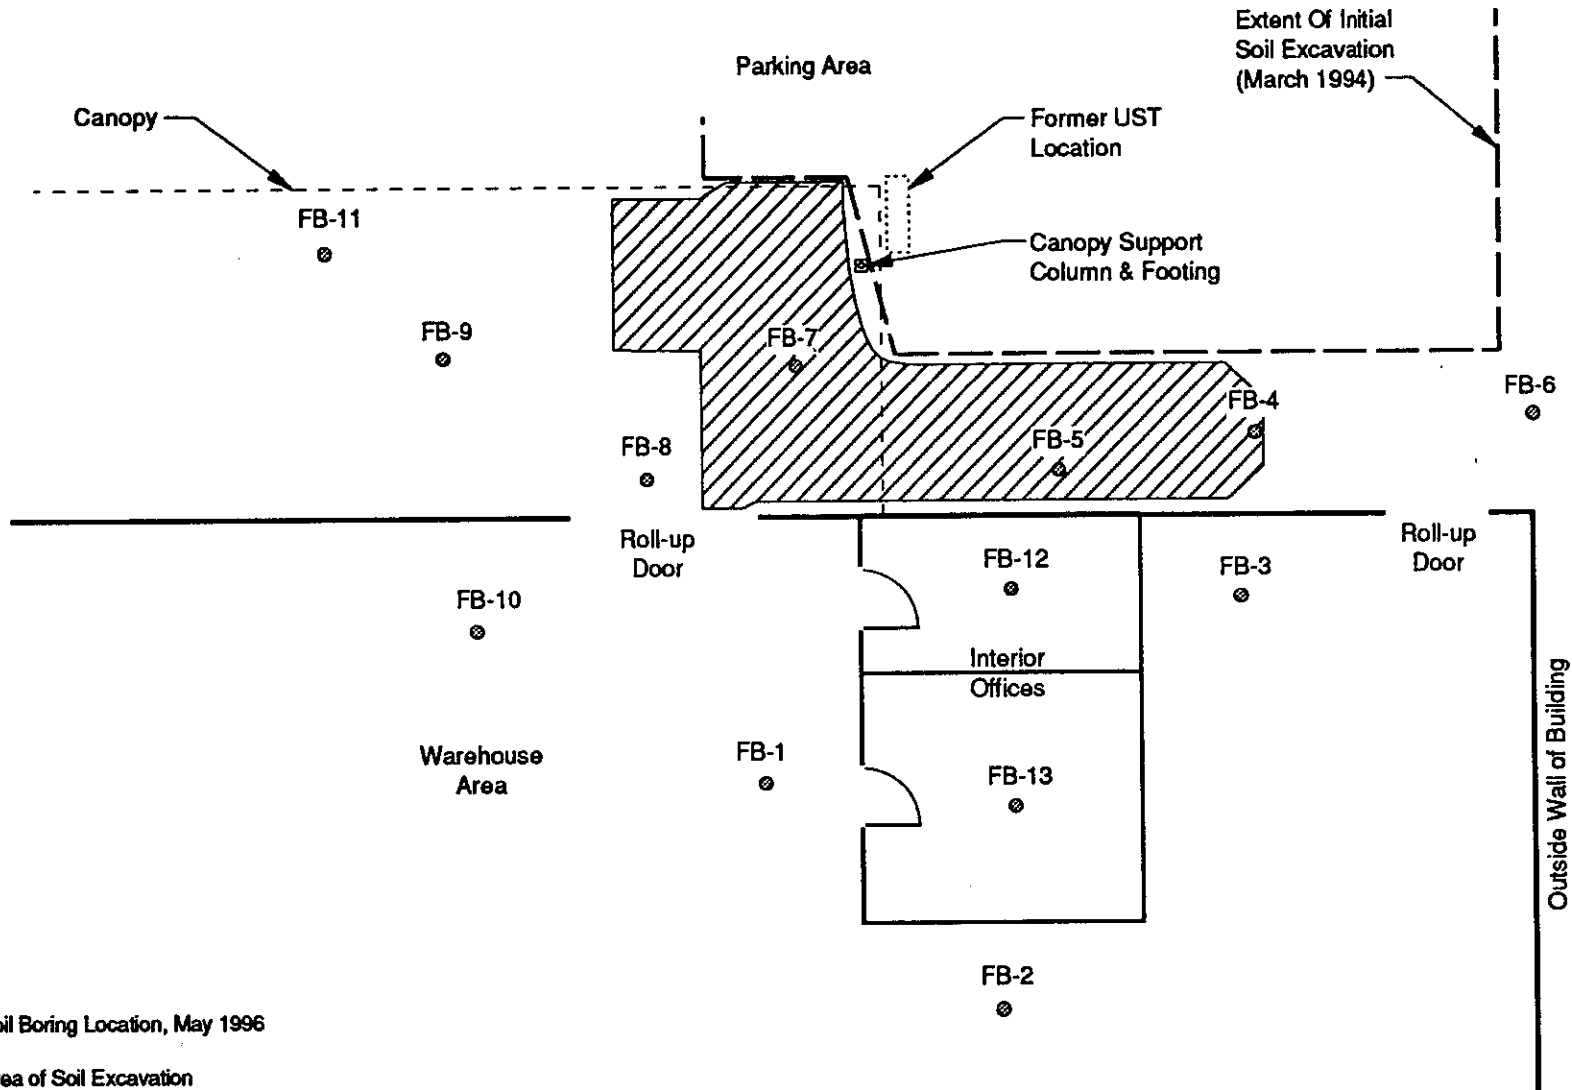 Extent Of Initial
Soil Excavation
(March 1994)
Parking Area
Canopy
Former UST
Location
FB-11
Canopy Support
Column & Footing
FB-9
FB-7
FB-6
FB-4
FB-8
FB-5
Roll-up
Door
Roll-up
Door
FB-12
FB-3
FB-10
Interior
Offices
Outside Wall of Building
Warehouse
Area
FB-1
FB-13
FB-2
Boring Location, May 1996
of Soil Excavation